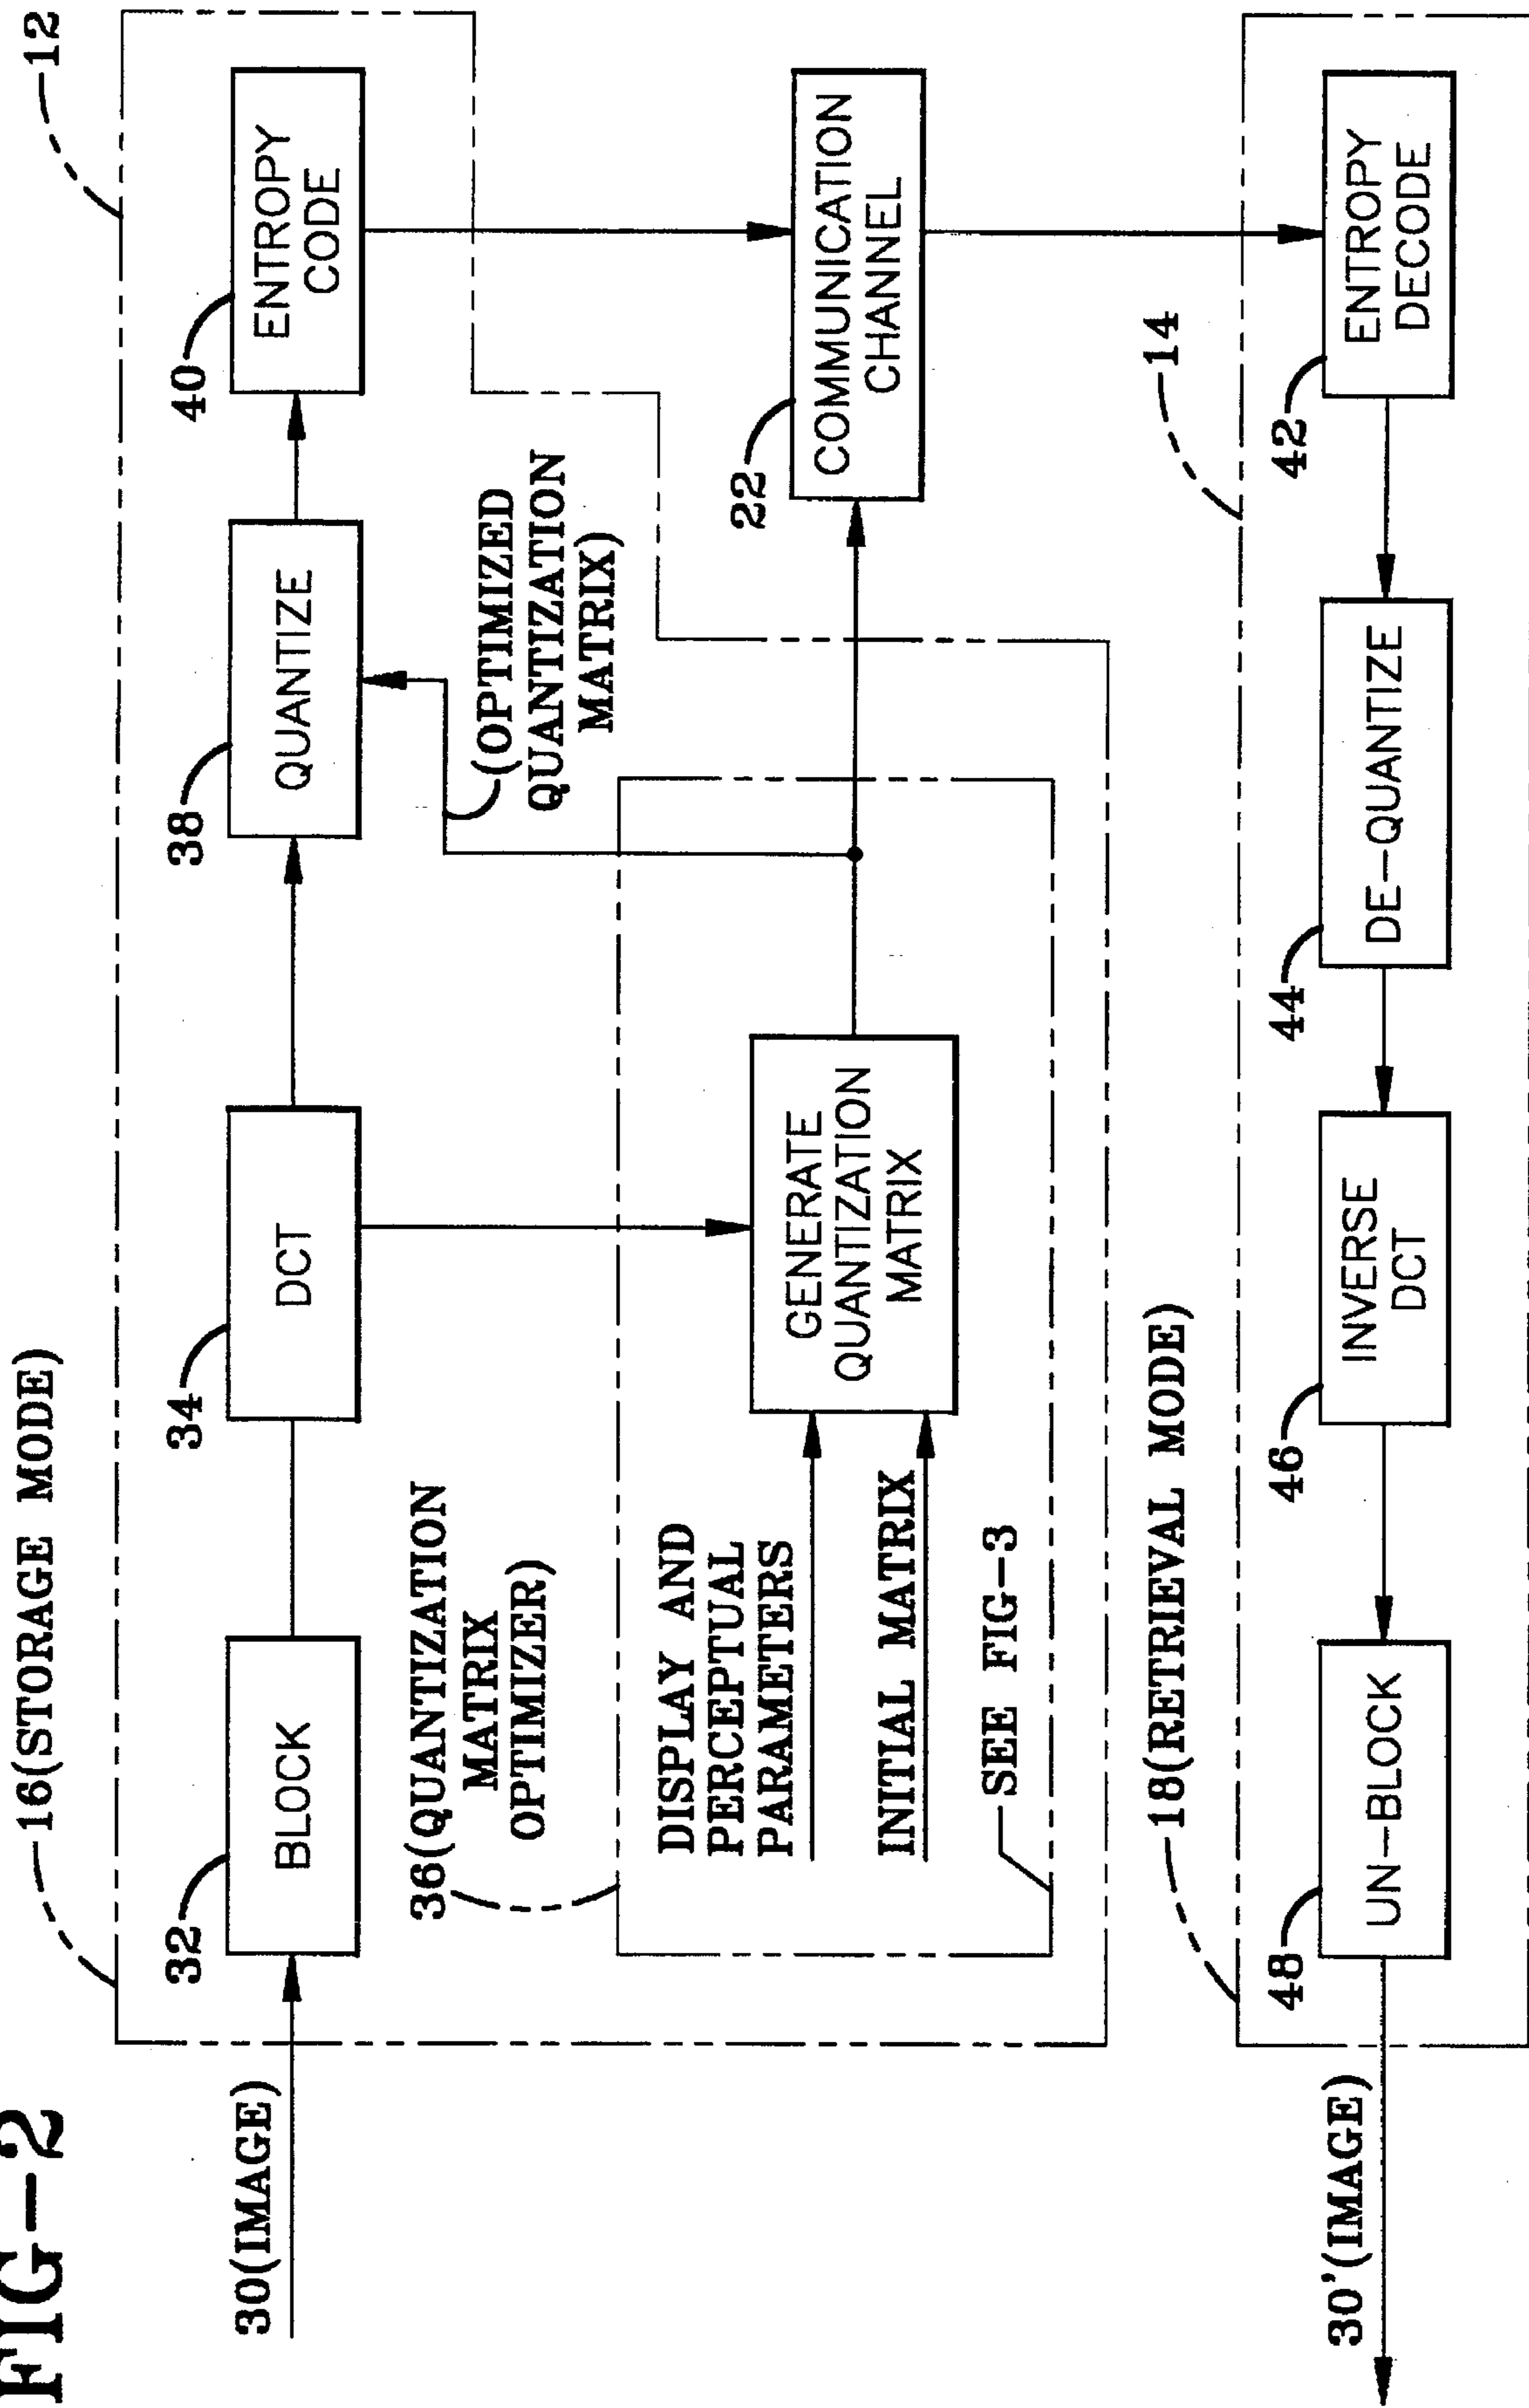 FIG-2
16(STORAGE MODE)
12
30(IMAGE)
32
BLOCK
34
DCT
38
QUANTIZE
40
ENTROPY
CODE
36(QUANTIZATION
MATRIX
OPTIMIZER)
(OPTIMIZED
QUANTIZATION
MATRIX)
DISPLAY AND
PERCEPTUAL
PARAMETERS
INITIAL MATRIX
GENERATE
QUANTIZATION
MATRIX
22
COMMUNICATION
CHANNEL
SEE FIG-3
18(RETRIEVAL MODE)
14
30'(IMAGE)
48
UN-BLOCK
46
INVERSE
DCT
44
DE-QUANTIZE
42
ENTROPY
DECODE